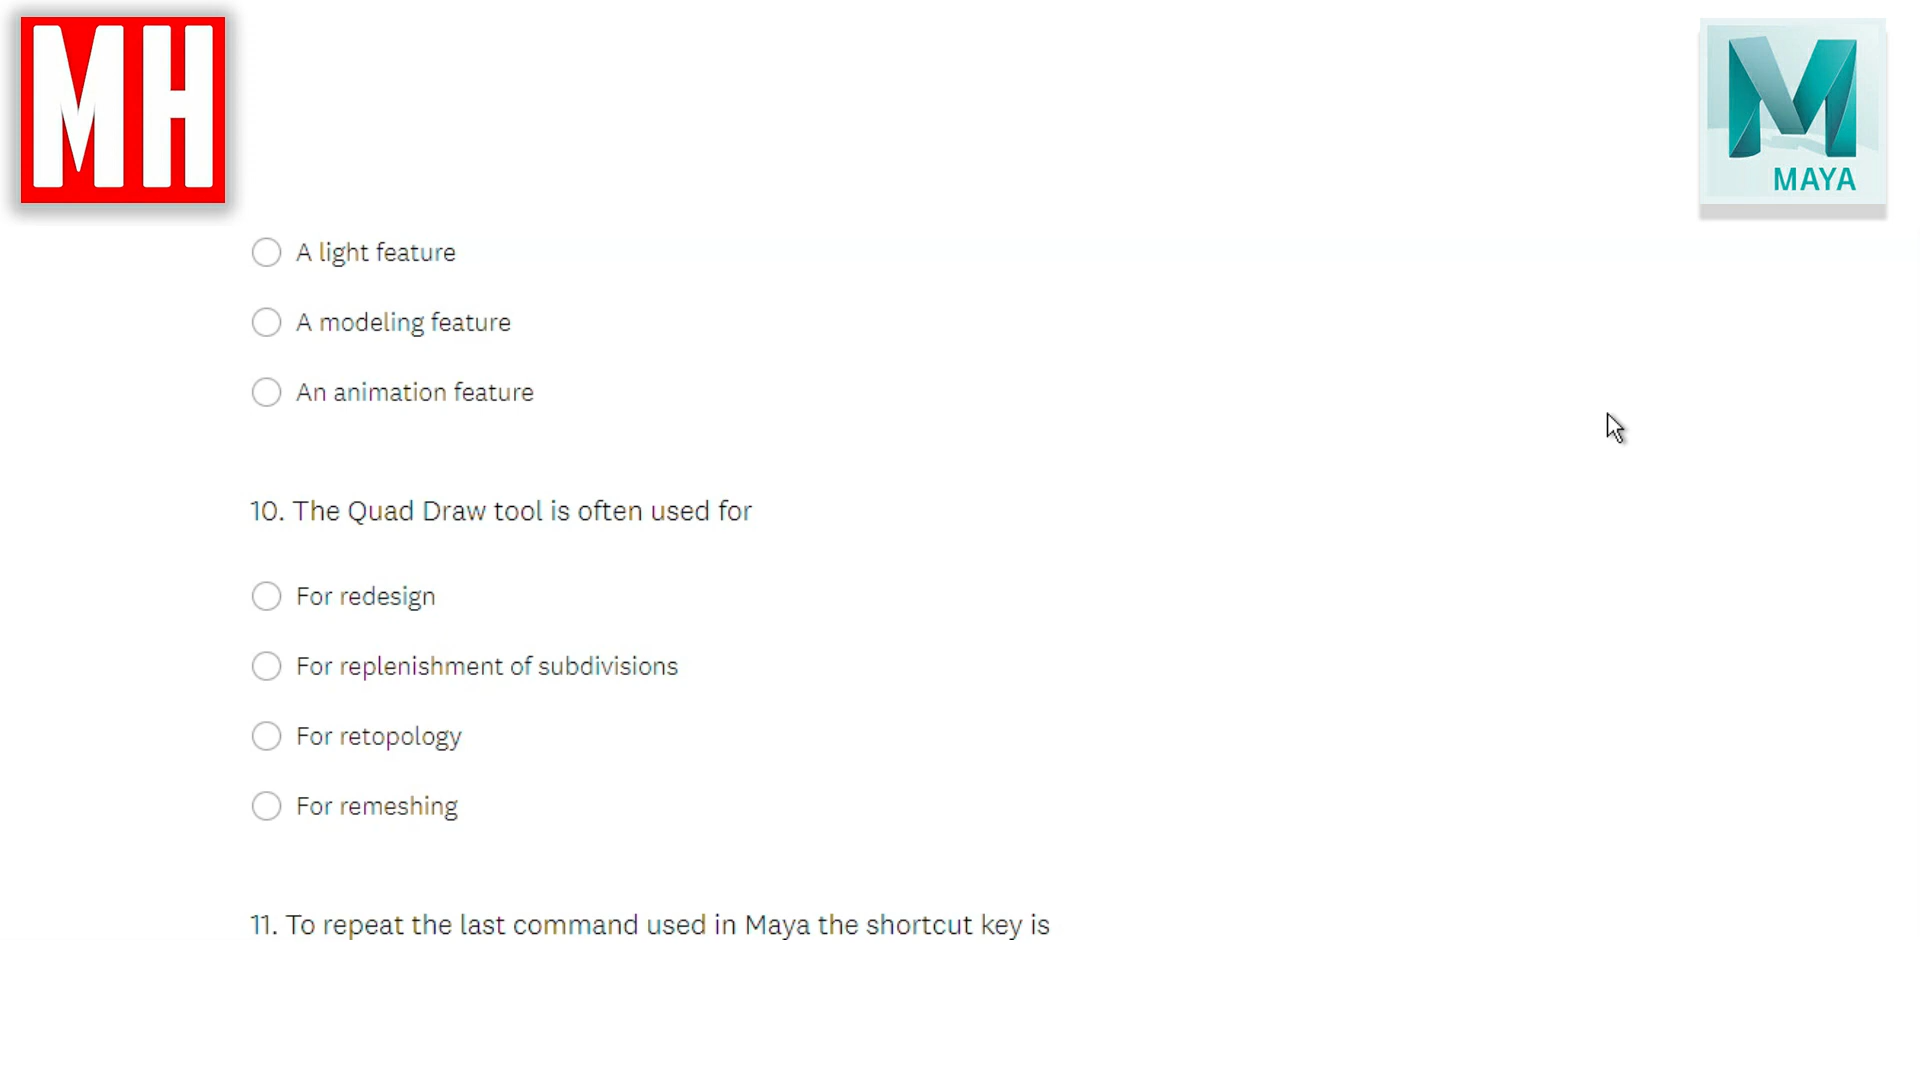 MH
MAYA
A light feature
A modeling feature
An animation feature
10. The Quad Draw tool is often used for
For redesign
For replenishment of subdivisions
For retopology
For remeshing
11. To repeat the last command used in Maya the shortcut key is